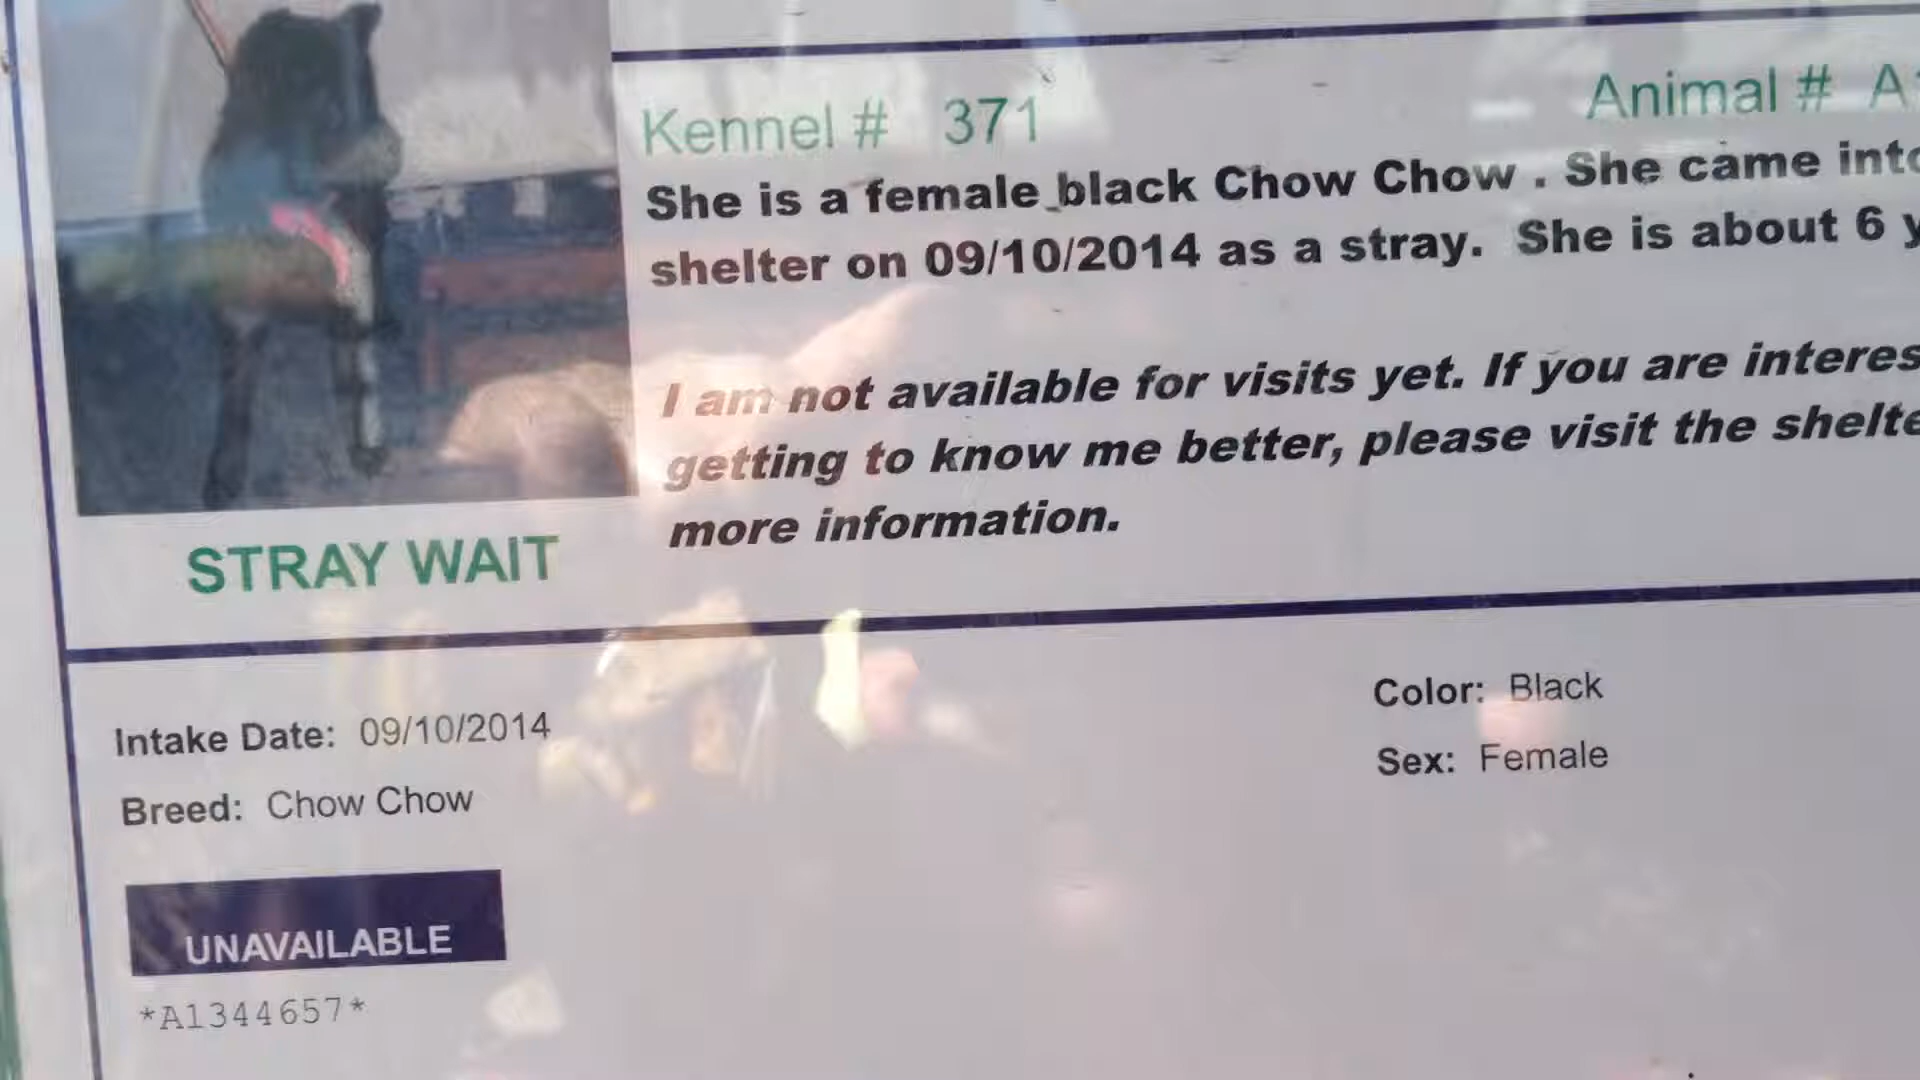 Kennel # 371 Animal #
She is a female black Chow Chow . She came
shelter on 09/10/2014 as a stray. She is about 6
I am not available for visits yet. If you are
getting to know me better, please visit the
more information.
STRAY WAIT
Intake Date: 09/10/2014
Color: Black
Breed: Chow Chow
Sex: Female
UNAVAILABLE
*A1344657*